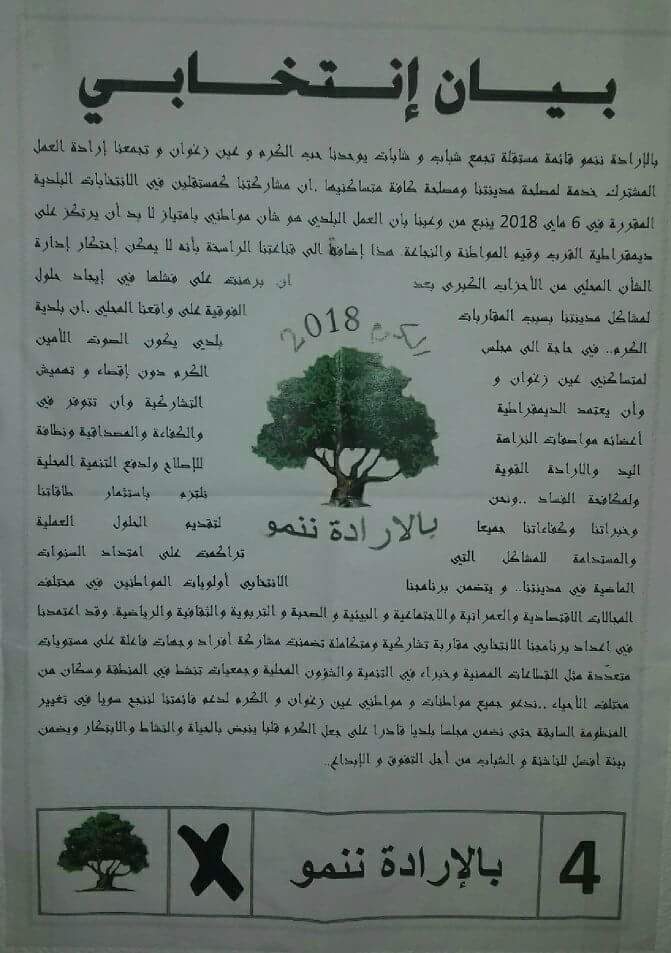 بيان إنتخابي
بالإرادة ننمو قائمة مستقلة تجمع شباب و شابات يوحدنا حب الكرم و عين زغوان و تجمعنا إرادة العمل
المشترك خدمة لمصلحة مدينتنا ومصلحة كافة متساكنيها .ان مشاركتنا كمستقلين في الانتخابات البلدية
المقررة في 6 ماي 2018 ينبع من وعينا بان العمل البلدي هو شأن مواطني بامتياز لا بد أن يرتكز على
ديمقراطية القرب وقيم المواطنة والنجاعة. هذا إضافة الى قناعتنا الراسخة بأنه لا يمكن إحتكار إدارة
الشأن المحلي من الأحزاب الكبرى بعد ان برهنت على فشلها في إيجاد حلول
لمشاكل مدينتنا بسبب المقاربات الفوقية على واقعنا المحلي .ان بلدية
الكرم.. في حاجة الى مجلس بلدي يكون الصوت الأمين
لمتساكني عين زغوان و الكرم دون إقصاء و تهميش
وأن يعتمد الديمقراطية التشاركية وان تتوفر في
أعضائه مواصفات النزاهة والكفاءة والمصداقية ونظافة
اليد والارادة القوية للإصلاح ولدفع التنمية المحلية
ولمكافحة الفساد ..ونحن نلتزم باستثمار طاقاتنا
وخبراتنا وكفاءاتنا جميعا لتقديم الحلول العملية
والمستدامة للمشاكل التي تراكمت على امتداد السنوات
الماضية في مدينتنا.. و يتضمن برنامجنا الانتخابي أولويات المواطنين في مختلف
المجالات الاقتصادية والعمرانية والاجتماعية و البيئية و الصحية و التربوية والثقافية والرياضية. وقد اعتمدنا
في اعداد برنامجنا الانتخابي مقاربة تشاركية ومتكاملة تضمنت مشاركة أفراد وجهات فاعلة على مستويات
متعدّدة مثل القطاعات المهنية وخبراء في التنمية والشؤون المحلية وجمعيات تنشط في المنطقة وسكان من
مختلف الأحياء ..ندعو جميع مواطنات و مواطني عين زغوان و الكرم لدعم قائمتنا لننجح سويا في تغيير
المنظومة السابقة حتى نضمن مجلسا بلديا قادرا على جعل الكرم قلبا ينبض بالحياة والنشاط والابتكار ويضمن
بيئة أفضل للناشئة و الشباب من أجل التفوق و الإبداع..
الكرم 2018
بالارادة ننمو
4 بالإرادة ننمو X